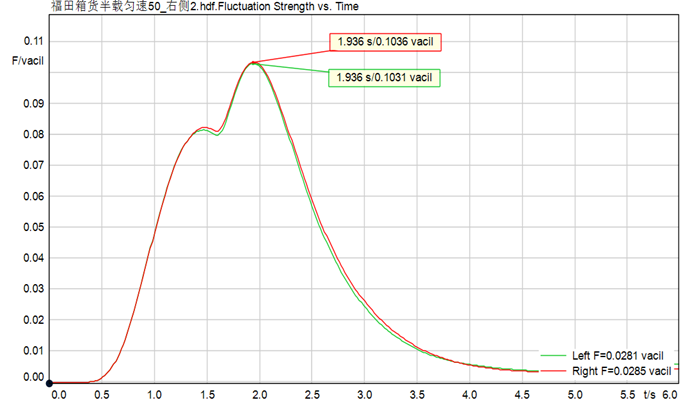 福田箱货半载匀速50_右侧2.hdf.Fluctuation Strength vs. Time
0.11
F/vacil
0.09
0.08
0.07
0.06
0.05
0.04
0.03
0.02
0.01
0.00
1.936 s/0.1036 vacil
1.936 s/0.1031 vacil
Left F=0.0281 vacil
Right F=0.0285 vacil
0.0 0.5 1.0 1.5 2.0 2.5 3.0 3.5 4.0 4.5 5.0 5.5 t/s 6.0